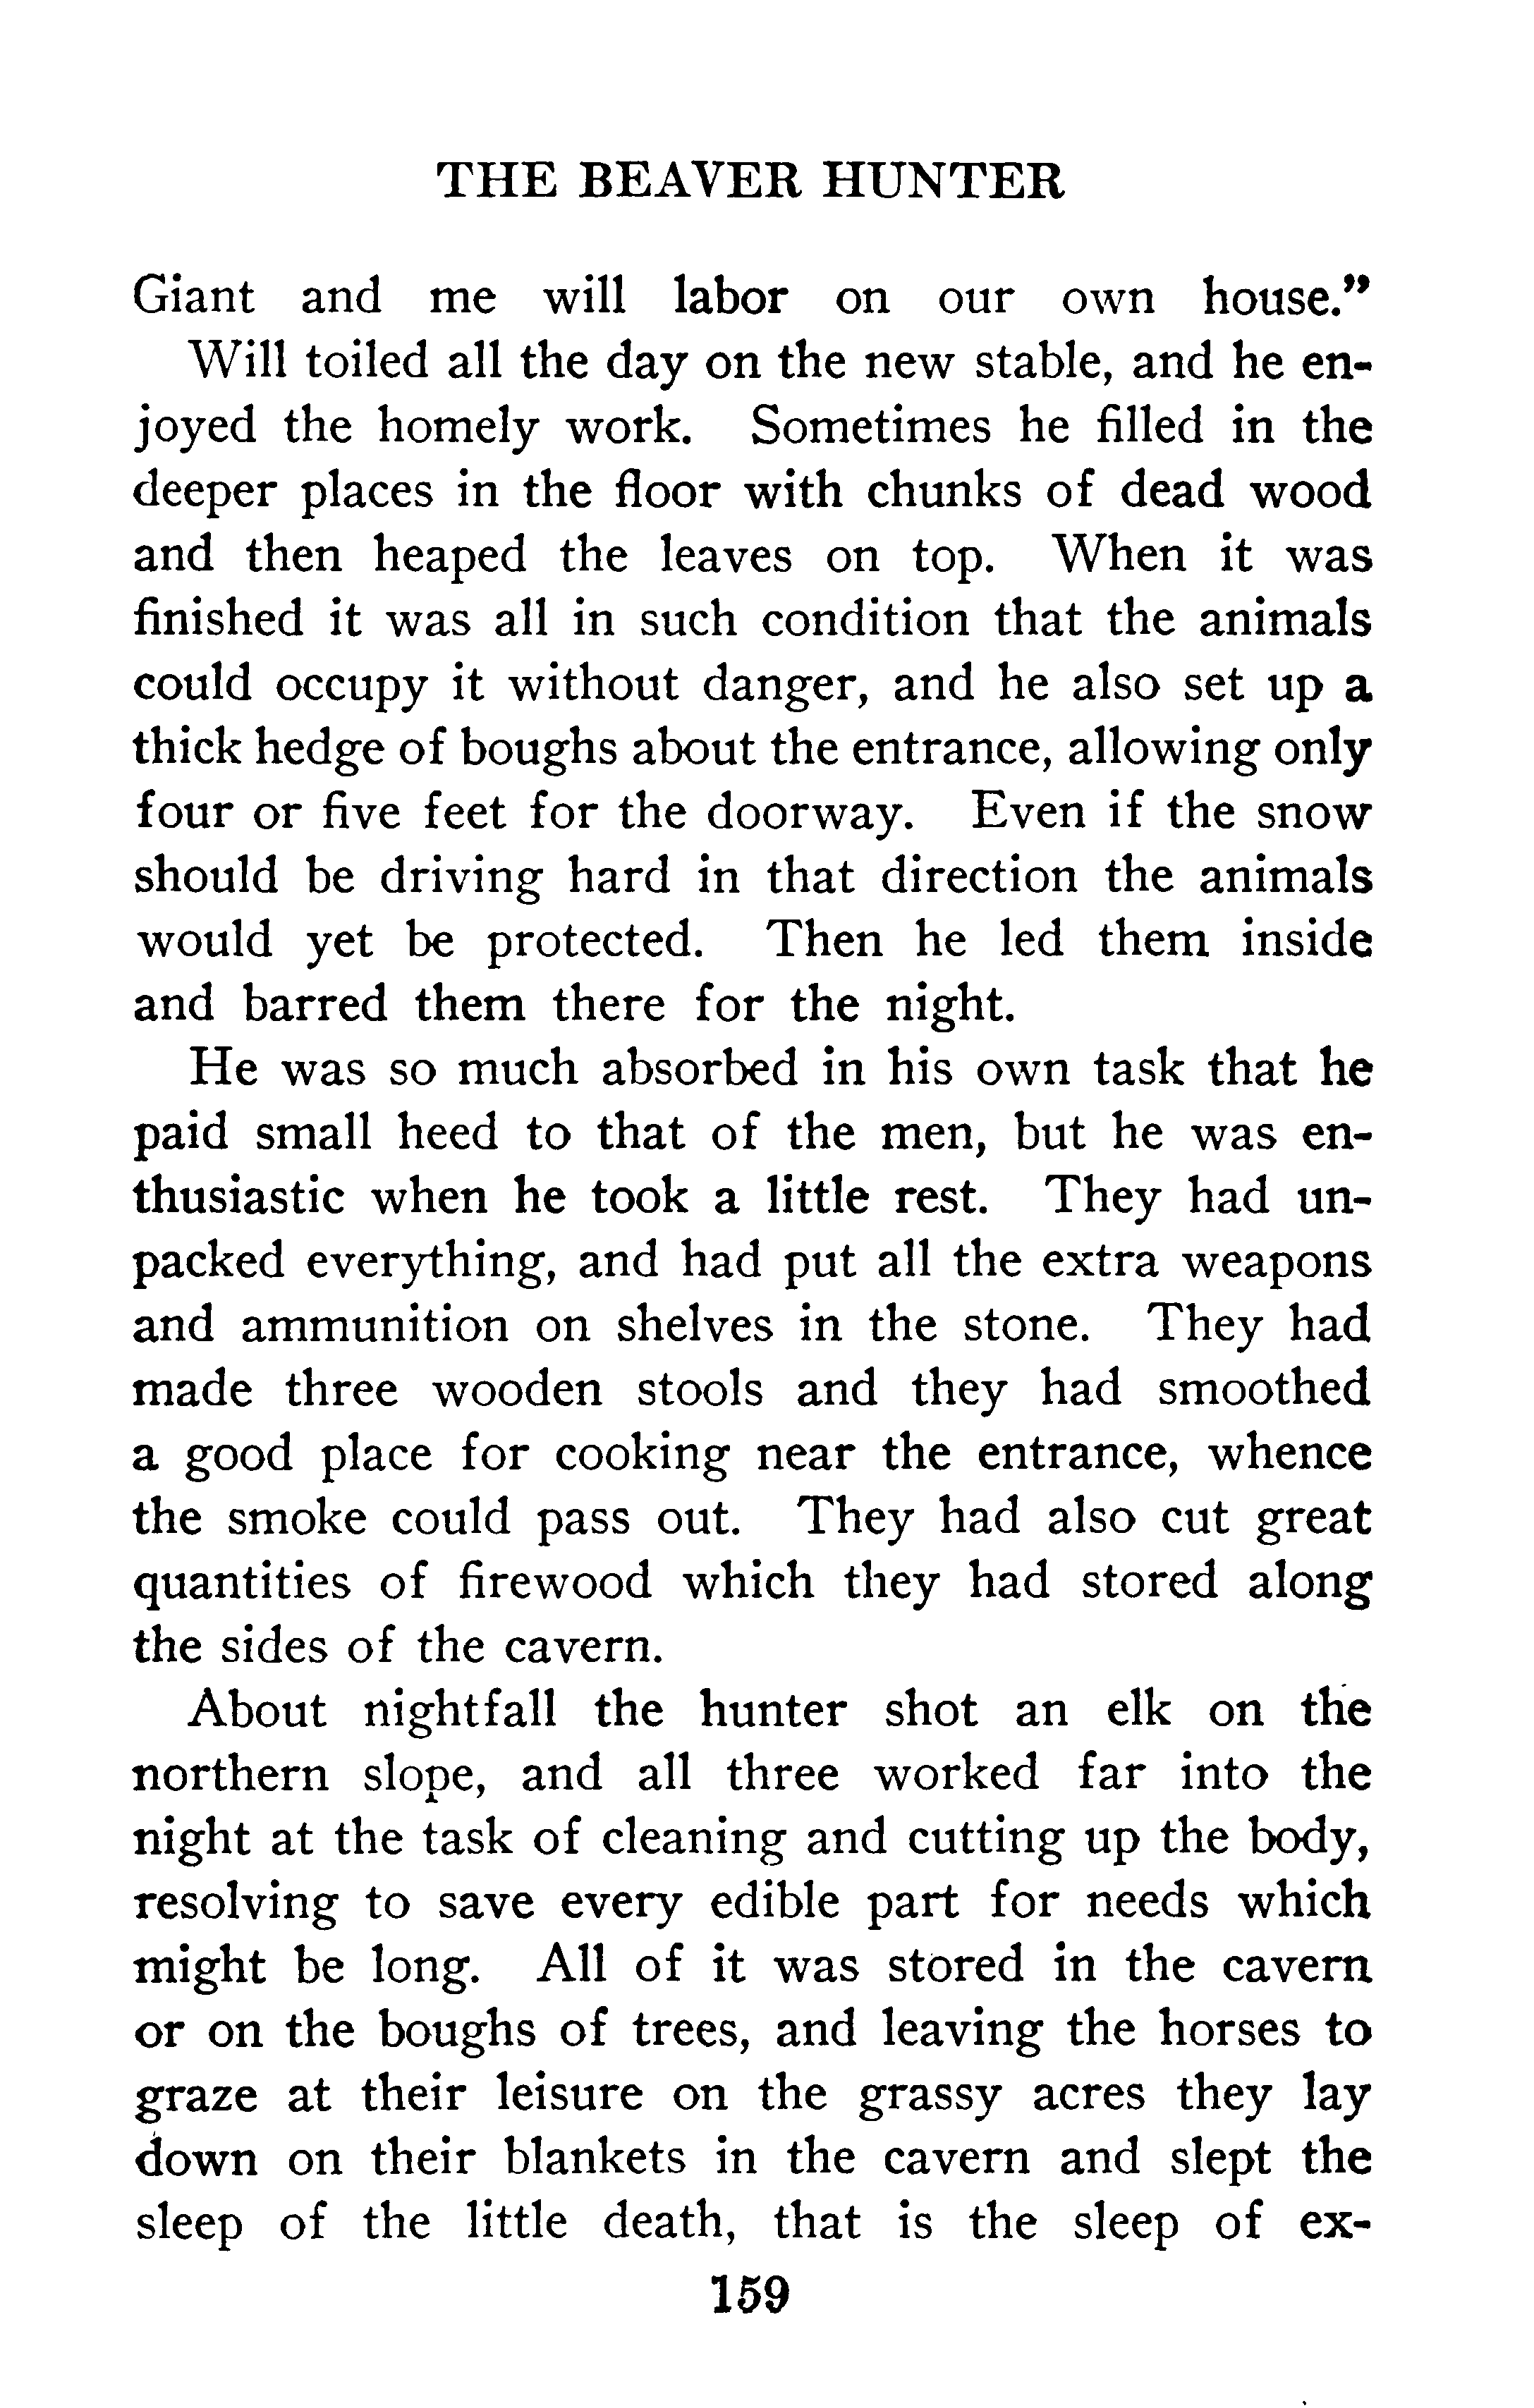 THE BEAVER HUNTER
Giant and me will labor on our own house.”
Will toiled all the day on the new stable, and he en-
joyed the homely work. Sometimes he filled in the
deeper places in the floor with chunks of dead wood
and then heaped the leaves on top. When it was
finished it was all in such condition that the animals
could occupy it without danger, and he also set up a
thick hedge of boughs about the entrance, allowing only
four or five feet for the doorway. Even if the snow
should be driving hard in that direction the animals
would yet be protected. Then he led them inside
and barred them there for the night.
He was so much absorbed in his own task that he
paid small heed to that of the men, but he was en-
thusiastic when he took a little rest. They had un-
packed everything, and had put all the extra weapons
and ammunition on shelves in the stone. They had
made three wooden stools and they had smoothed
a good place for cooking near the entrance, whence
the smoke could pass out. They had also cut great
quantities of firewood which they had stored along
the sides of the cavern.
About nightfall the hunter shot an elk on the
northern slope, and all three worked far into the
night at the task of cleaning and cutting up the body,
resolving to save every edible part for needs which
might be long. All of it was stored in the cavern
or on the boughs of trees, and leaving the horses to
graze at their leisure on the grassy acres they lay
down on their blankets in the cavern and slept the
sleep of the little death, that is the sleep of ex-
159